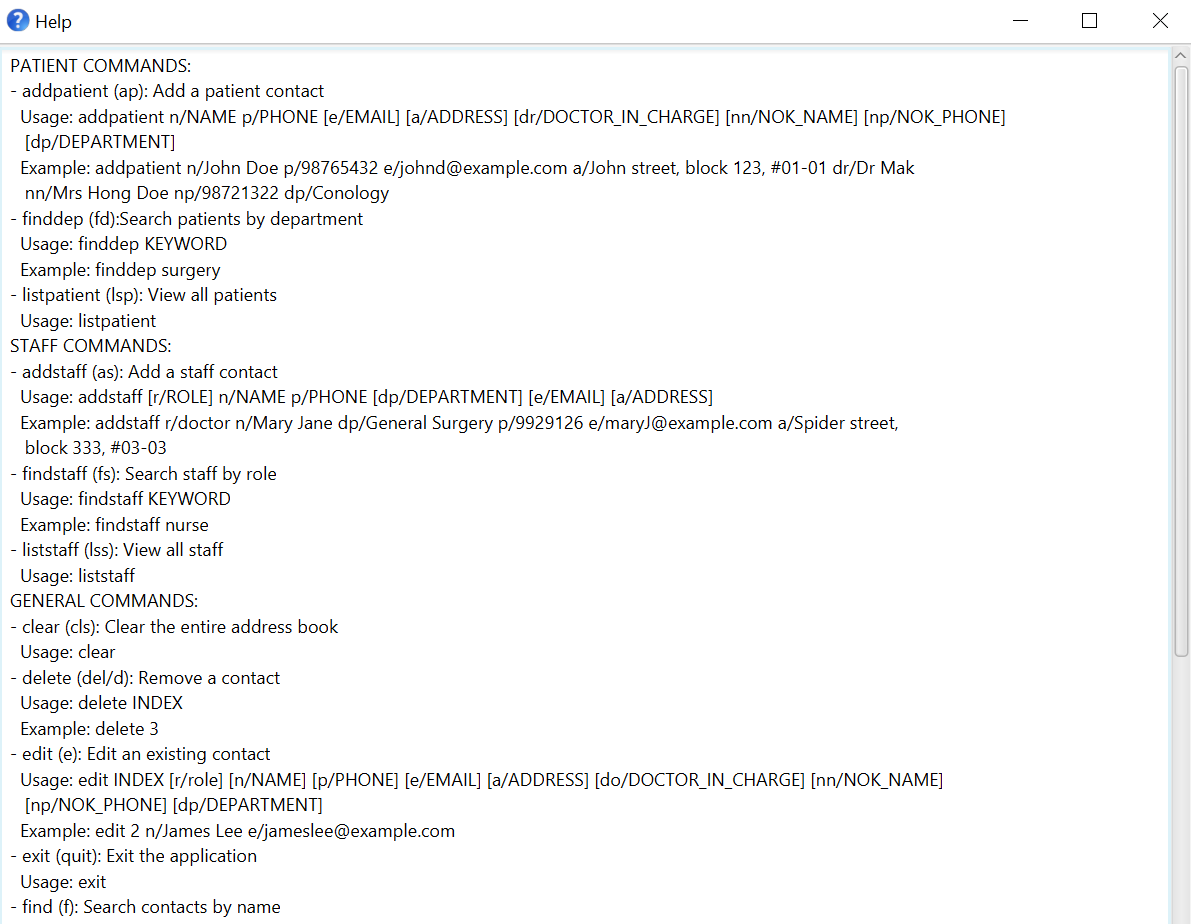 Help
PATIENT COMMANDS:
- addpatient (ap): Add a patient contact
Usage: addpatient n/NAME p/PHONE [e/EMAIL] [a/ADDRESS] [dr/DOCTOR_IN_CHARGE] [nn/NOK_NAME] [np/NOK_PHONE]
[dp/DEPARTMENT]
Example: addpatient n/John Doe p/98765432 e/johnd@example.com a/John street, block 123, #01-01 dr/Dr Mak
nn/Mrs Hong Doe np/98721322 dp/Conology
- finddep (fd):Search patients by department
Usage: finddep KEYWORD
Example: finddep surgery
- listpatient (lsp): View all patients
Usage: listpatient
STAFF COMMANDS:
- addstaff (as): Add a staff contact
Usage: addstaff [r/ROLE] n/NAME p/PHONE [dp/DEPARTMENT] [e/EMAIL] [a/ADDRESS]
Example: addstaff r/doctor n/Mary Jane dp/General Surgery p/9929126 e/maryJ@example.com a/Spider street,
block 333, #03-03
- findstaff (fs): Search staff by role
Usage: findstaff KEYWORD
Example: findstaff nurse
- liststaff (lss): View all staff
Usage: liststaff
GENERAL COMMANDS:
- clear (cls): Clear the entire address book
Usage: clear
- delete (del/d): Remove a contact
Usage: delete INDEX
Example: delete 3
- edit (e): Edit an existing contact
Usage: edit INDEX [r/role] [n/NAME] [p/PHONE] [e/EMAIL] [a/ADDRESS] [do/DOCTOR_IN_CHARGE] [nn/NOK_NAME]
[np/NOK_PHONE] [dp/DEPARTMENT]
Example: edit 2 n/James Lee e/jameslee@example.com
- exit (quit): Exit the application
Usage: exit
- find (f): Search contacts by name